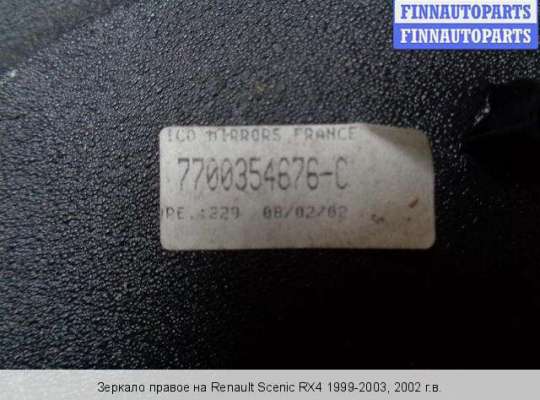 FINNAUTOPARTS
FINNAUTOPARTS
ICO MIRRORS FRANCE
7700354676-C
OPE.:229 08/02/02
Зеркало правое на Renault Scenic RX4 1999-2003, 2002 г.в.